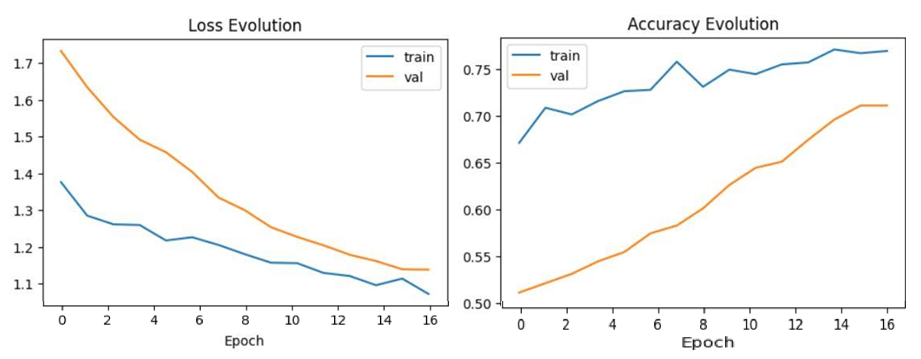 Loss Evolution
train
val
1.7
1.6
1.5
1.4
1.3
1.2
1.1
0 2 4 6 8 10 12 14 16
Epoch
Accuracy Evolution
train
val
0.75
0.70
0.65
0.60
0.55
0.50
0 2 4 6 8 10 12 14 16
Epoch